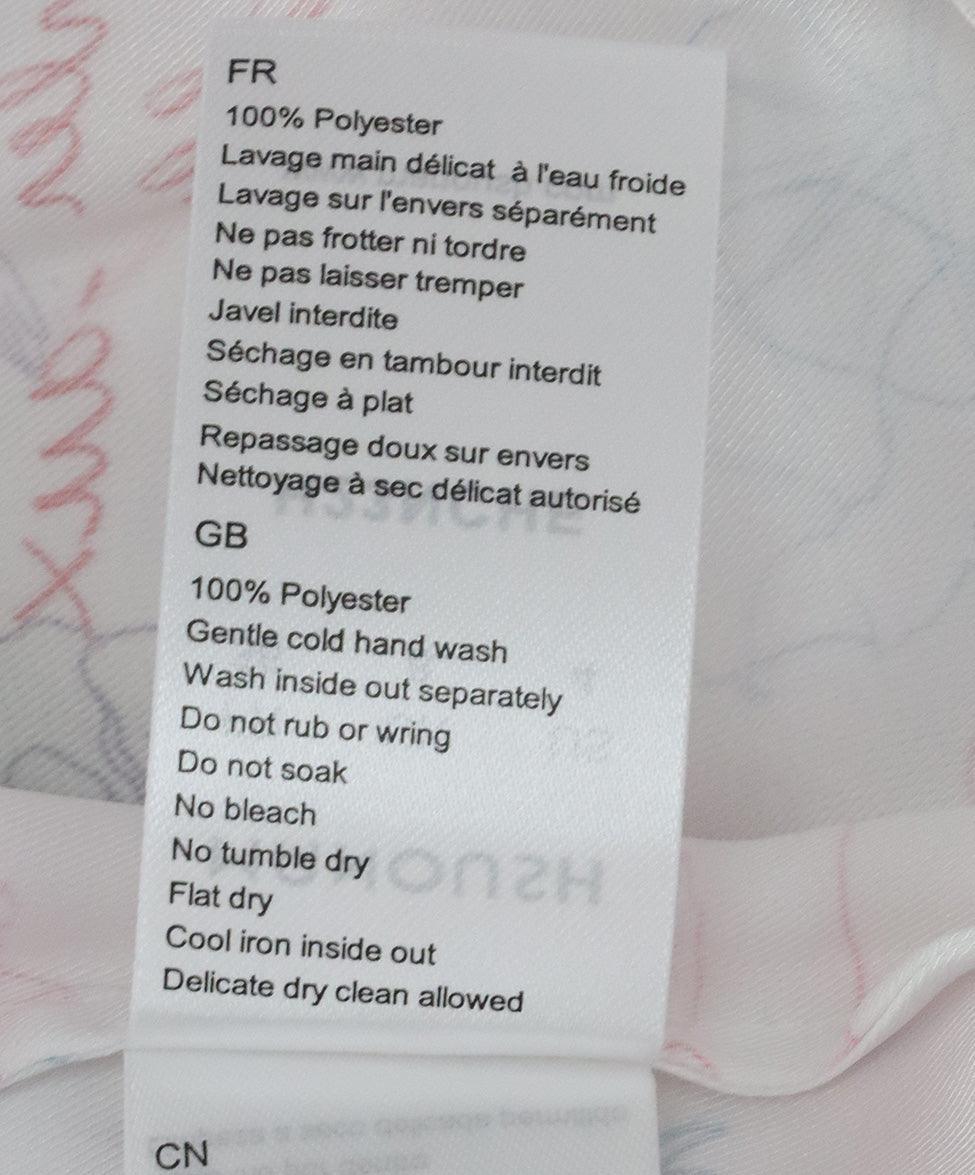 FR
100% Polyester
Lavage main délicat à l'eau froide
Lavage sur l'envers séparément
Ne pas frotter ni tordre
Ne pas laisser tremper
Javel interdite
Séchage en tambour interdit
Séchage à plat
Repassage doux sur envers
Nettoyage à sec délicat autorisé
GB
100% Polyester
Gentle cold hand wash
Wash inside out separately
Do not rub or wring
Do not soak
No bleach
No tumble dry
Flat dry
Cool iron inside out
Delicate dry clean allowed
CN